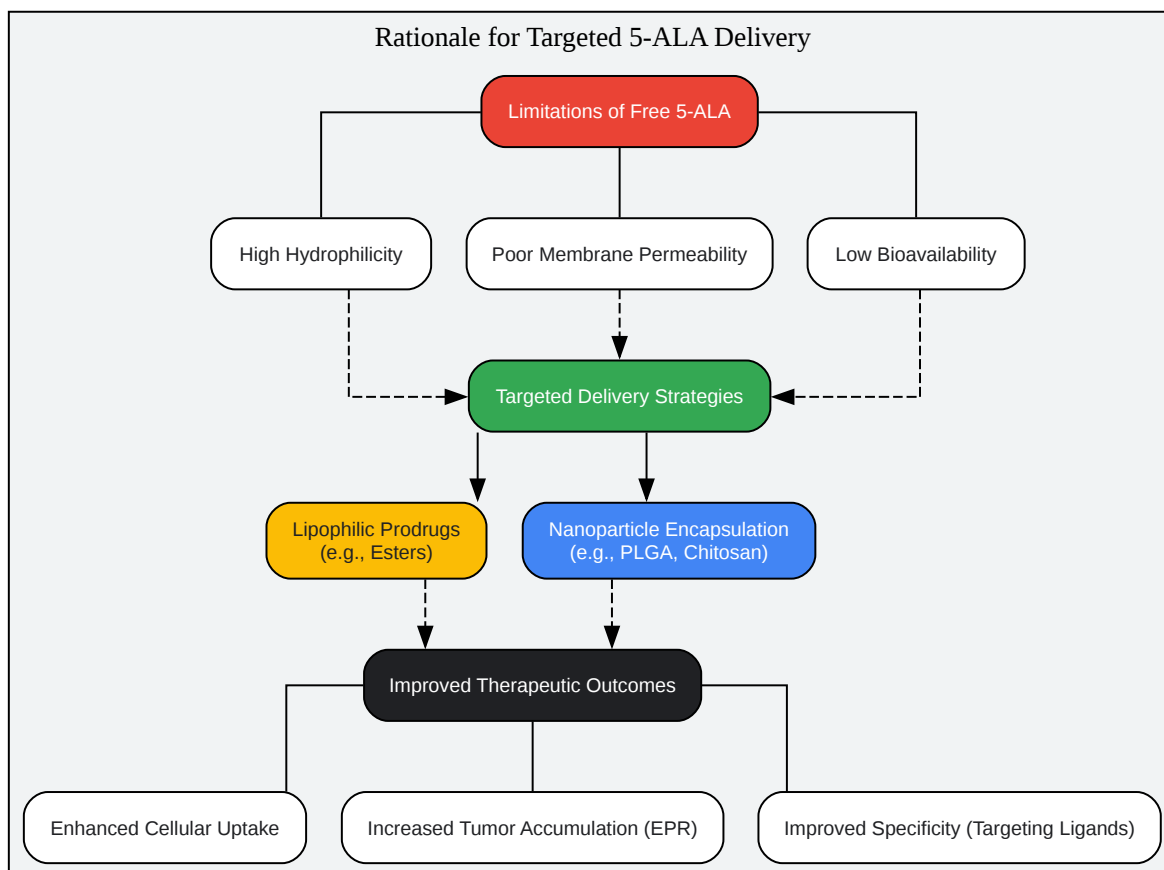 Rationale for Targeted 5-ALA Delivery
Limitations of Free 5-ALA
High Hydrophilicity
Poor Membrane Permeability
Low Bioavailability
Targeted Delivery Strategies
Lipophilic Prodrugs
(e.g., Esters)
Nanoparticle Encapsulation
(e.g., PLGA, Chitosan)
Improved Therapeutic Outcomes
Enhanced Cellular Uptake
Increased Tumor Accumulation (EPR)
Improved Specificity (Targeting Ligands)